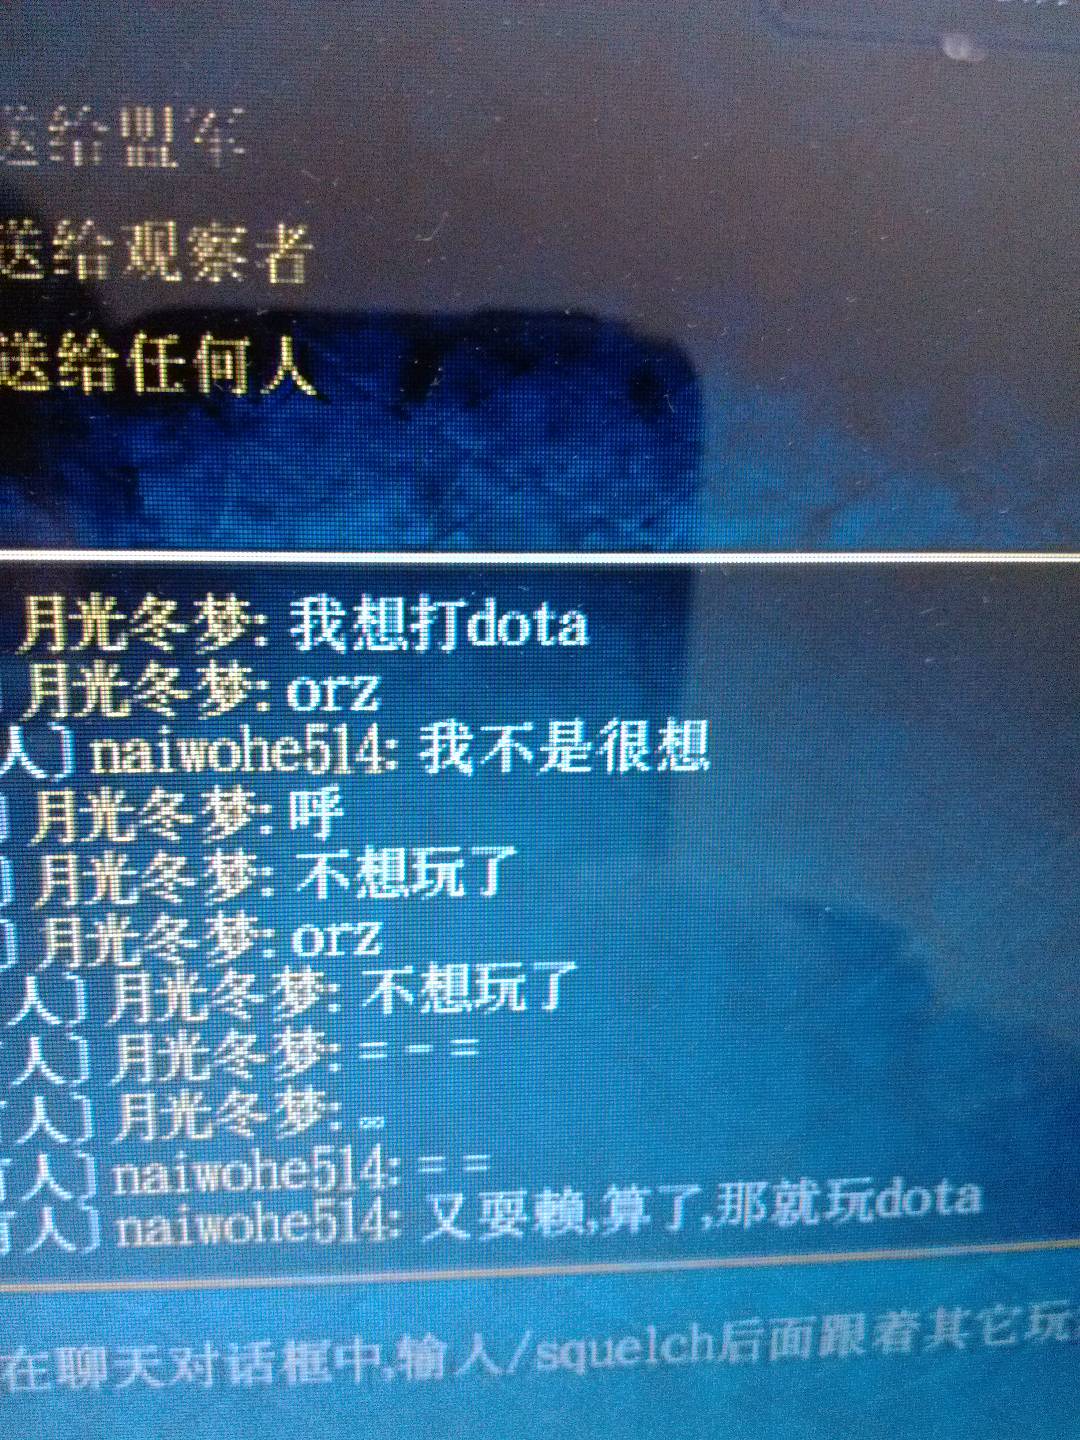 送给盟军
送给观察者
送给任何人
月光冬梦: 我想打dota
月光冬梦: orz
人] naiwohe514: 我不是很想
月光冬梦: 呼
] 月光冬梦: 不想玩了
] 月光冬梦: orz
人] 月光冬梦: 不想玩了
人] 月光冬梦: = - =
人] 月光冬梦: 。。
有人] naiwohe514: = =
有人] naiwohe514: 又耍赖,算了,那就玩dota
在聊天对话框中,输入/squelch后面跟着其它玩